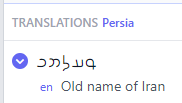 TRANSLATIONS Persia
en Old name of Iran